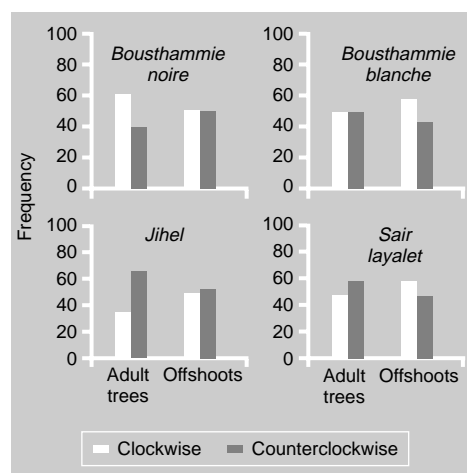 100
80
60
40
20
0
Bousthammie
noire
100
80
60
40
20
0
Bousthammie
blanche
Frequency
100
80
60
40
20
0
Jihel
Adult
trees
Offshoots
100
80
60
40
20
0
Sair
layalet
Adult
trees
Offshoots
Clockwise
Counterclockwise